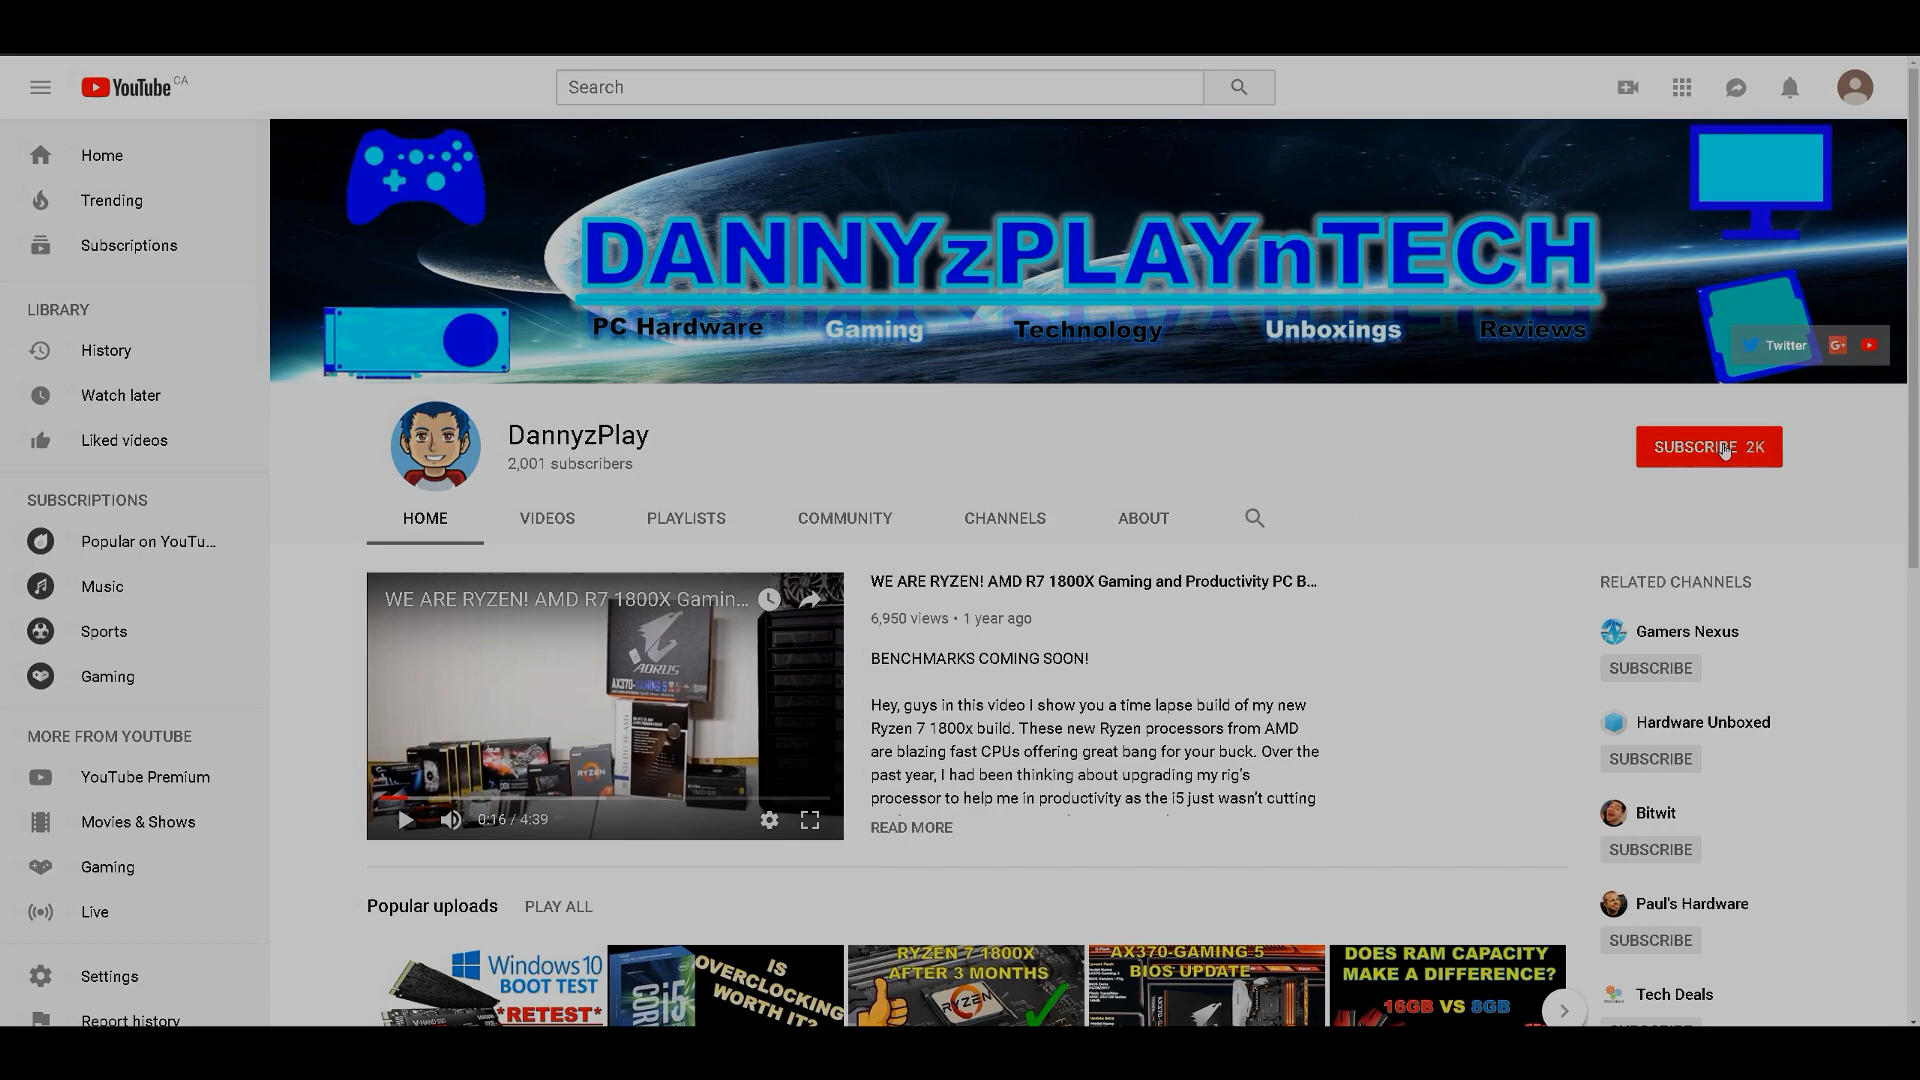 YouTube CA
Search
Home
Trending
Subscriptions
LIBRARY
History
Watch later
Liked videos
SUBSCRIPTIONS
Popular on YouTu...
Music
Sports
Gaming
MORE FROM YOUTUBE
YouTube Premium
Movies & Shows
Gaming
Live
Settings
Report history
DANNYzPLAYnTECH
PC Hardware Gaming Technology Unboxings Reviews
Twitter G+
DannyzPlay
2,001 subscribers
SUBSCRIBE 2K
HOME VIDEOS PLAYLISTS COMMUNITY CHANNELS ABOUT
WE ARE RYZEN! AMD R7 1800X Gamin...
AORUS
AX370-GAMING 5
RYZEN
0:16 / 4:39
WE ARE RYZEN! AMD R7 1800X Gaming and Productivity PC B...
6,950 views • 1 year ago
BENCHMARKS COMING SOON!
Hey, guys in this video I show you a time lapse build of my new
Ryzen 7 1800x build. These new Ryzen processors from AMD
are blazing fast CPUs offering great bang for your buck. Over the
past year, I had been thinking about upgrading my rig's
processor to help me in productivity as the i5 just wasn't cutting
READ MORE
Popular uploads PLAY ALL
Windows 10
BOOT TEST
*RETEST*
CORE i5
IS
OVERCLOCKING
WORTH IT?
RYZEN 7 1800X
AFTER 3 MONTHS
RYZEN
AX370-GAMING 5
BIOS UPDATE
DOES RAM CAPACITY
MAKE A DIFFERENCE?
16GB VS 8GB
RELATED CHANNELS
Gamers Nexus
SUBSCRIBE
Hardware Unboxed
SUBSCRIBE
Bitwit
SUBSCRIBE
Paul's Hardware
SUBSCRIBE
Tech Deals